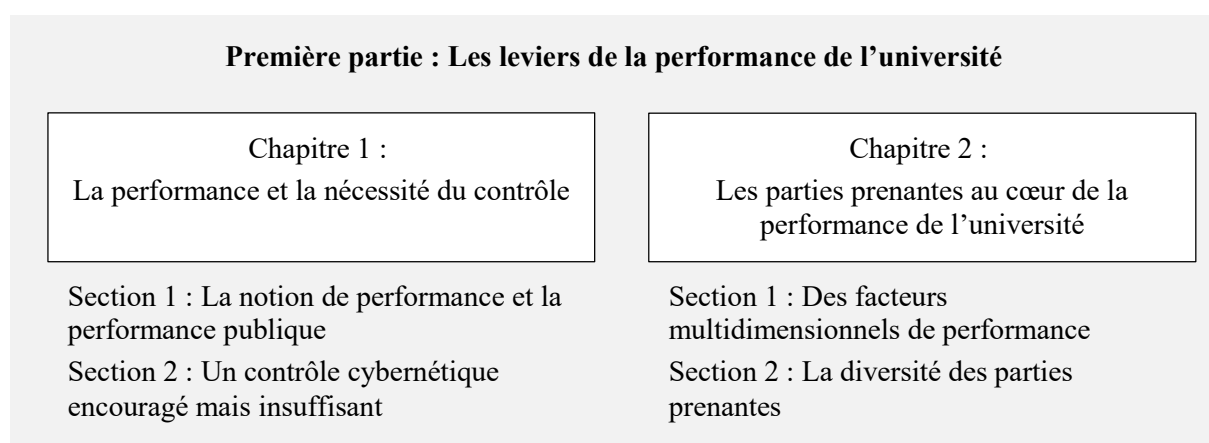 Première partie : Les leviers de la performance de l’université
Chapitre 1 :
La performance et la nécessité du contrôle
Section 1 : La notion de performance et la
performance publique
Section 2 : Un contrôle cybernétique
encouragé mais insuffisant
Chapitre 2 :
Les parties prenantes au cœur de la
performance de l’université
Section 1 : Des facteurs
multidimensionnels de performance
Section 2 : La diversité des parties
prenantes